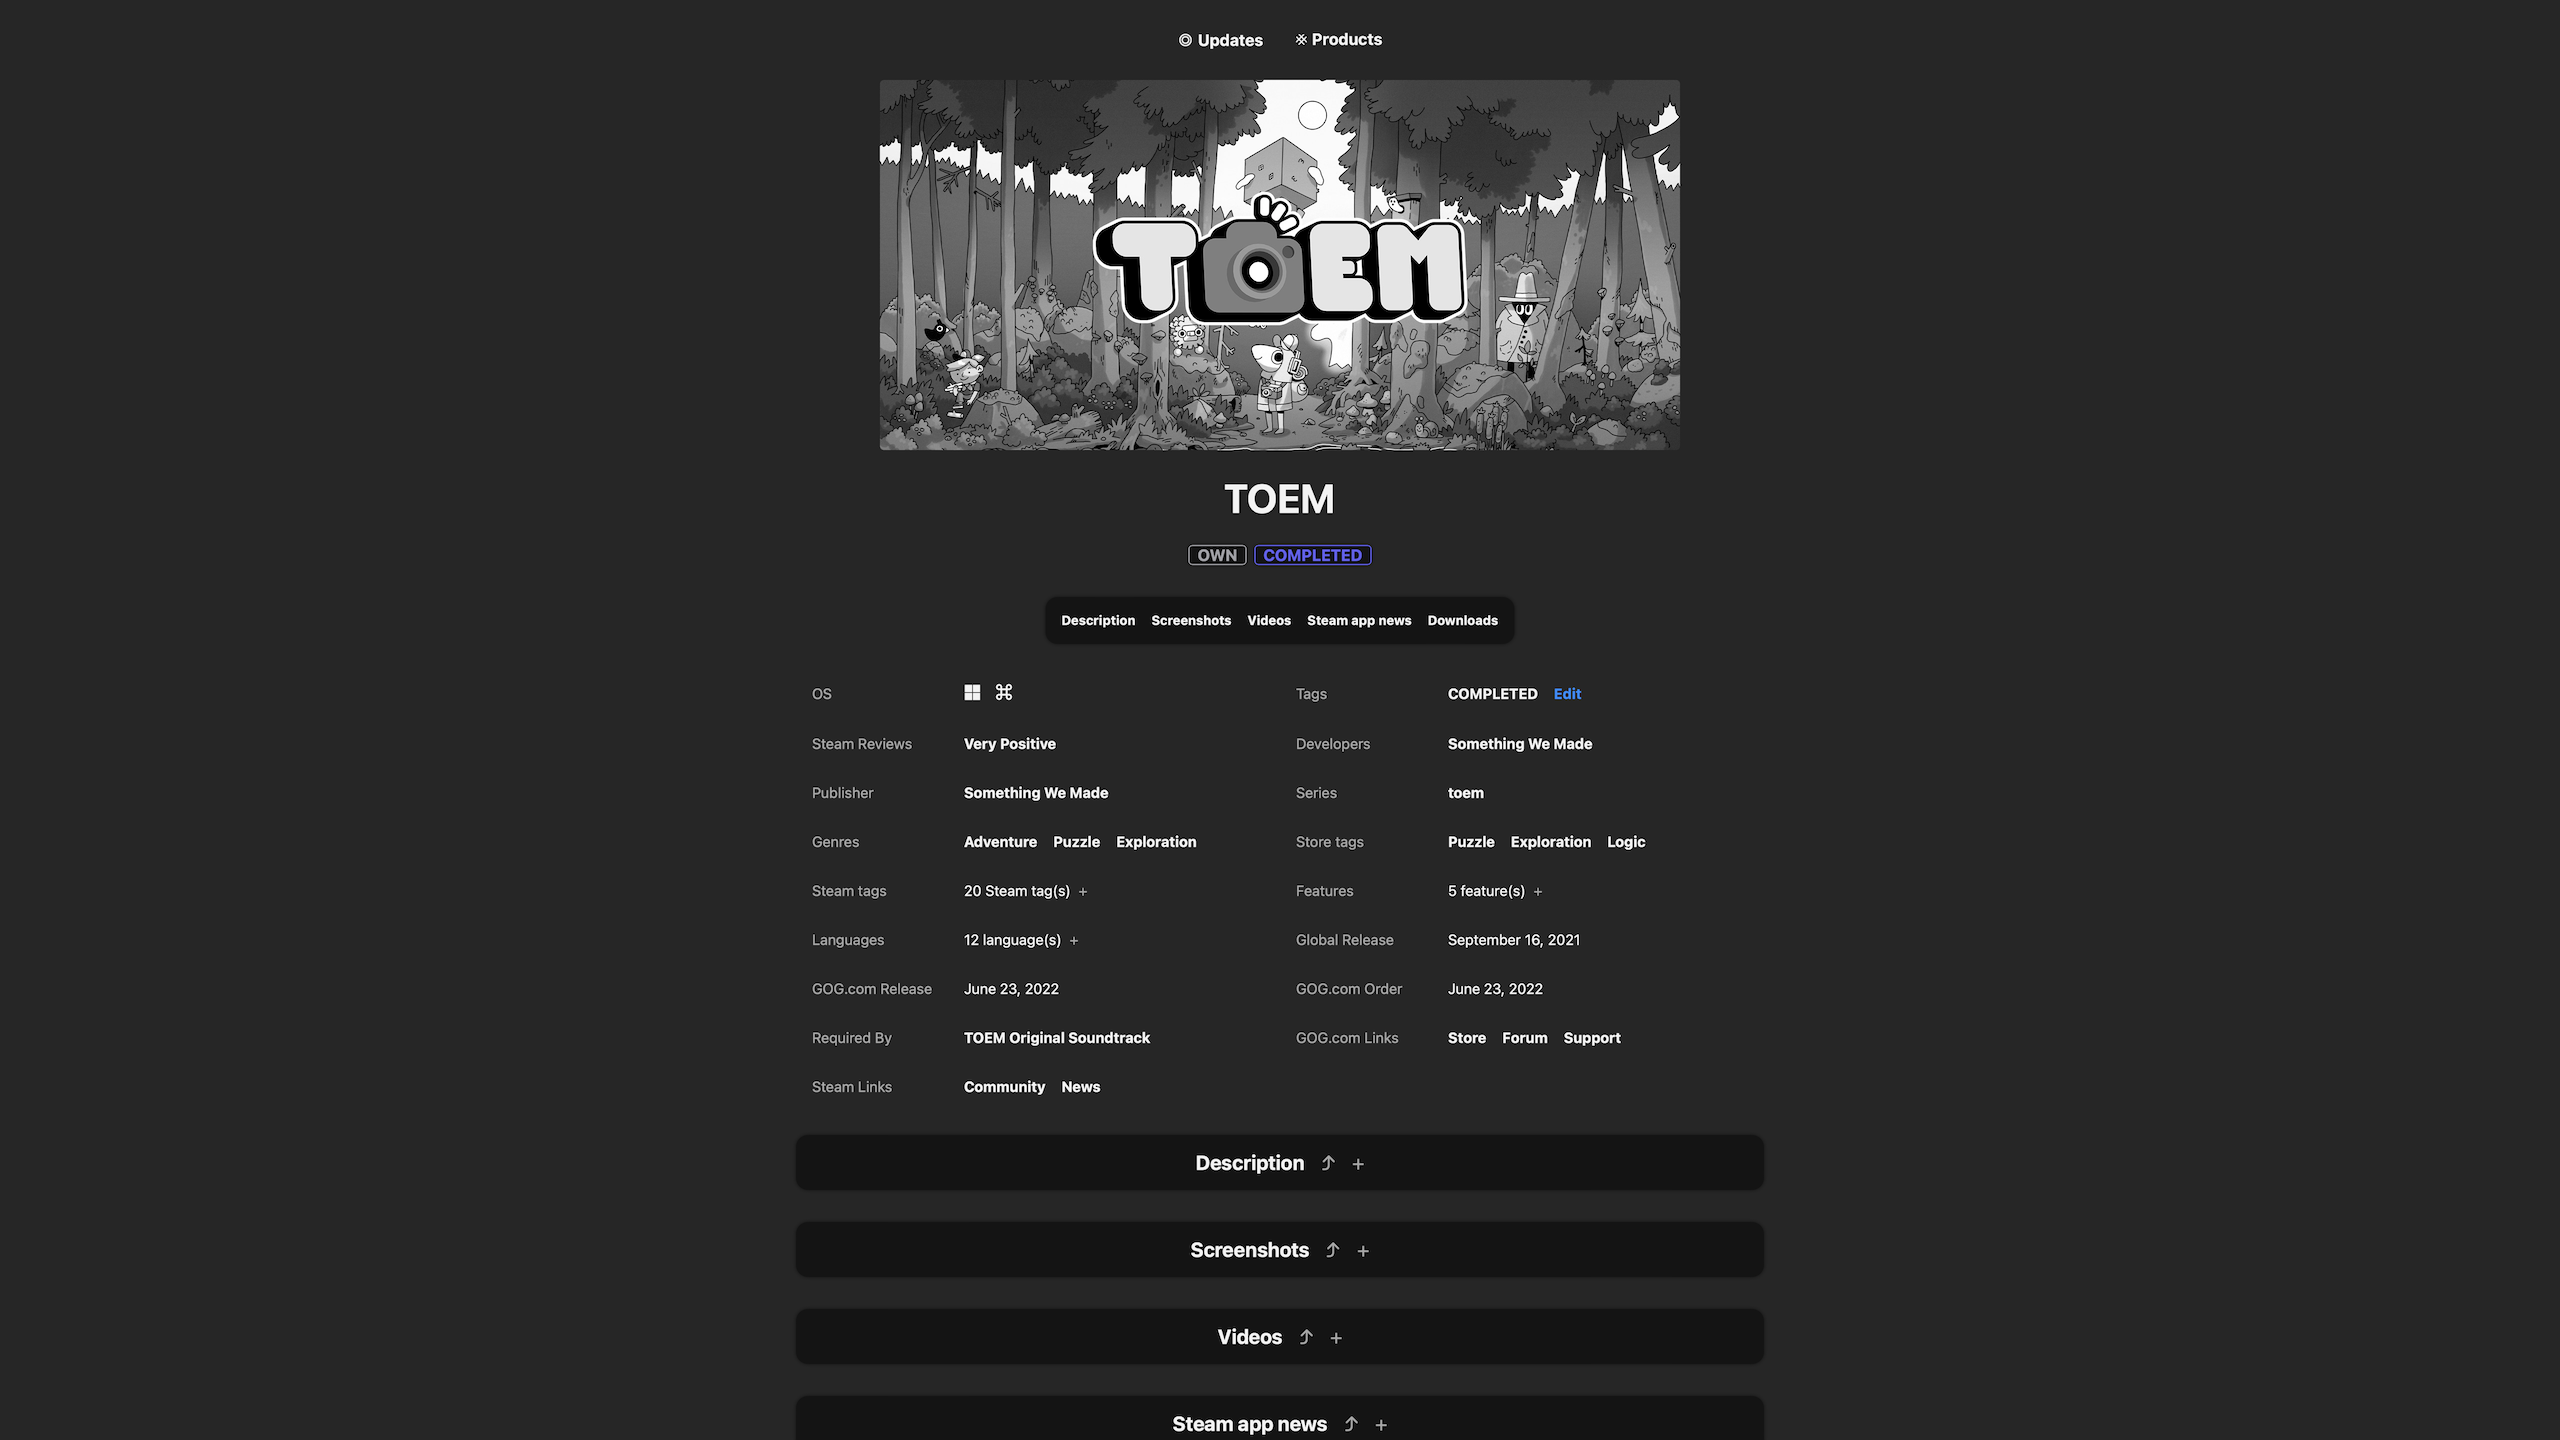 Updates Products
TOEM
TOEM
OWN COMPLETED
Description Screenshots Videos Steam app news Downloads
OS
Tags COMPLETED Edit
Steam Reviews Very Positive
Developers Something We Made
Publisher Something We Made
Series toem
Genres Adventure Puzzle Exploration
Store tags Puzzle Exploration Logic
Steam tags 20 Steam tag(s) +
Features 5 feature(s) +
Languages 12 language(s) +
Global Release September 16, 2021
GOG.com Release June 23, 2022
GOG.com Order June 23, 2022
Required By TOEM Original Soundtrack
GOG.com Links Store Forum Support
Steam Links Community News
Description +
Screenshots +
Videos +
Steam app news +